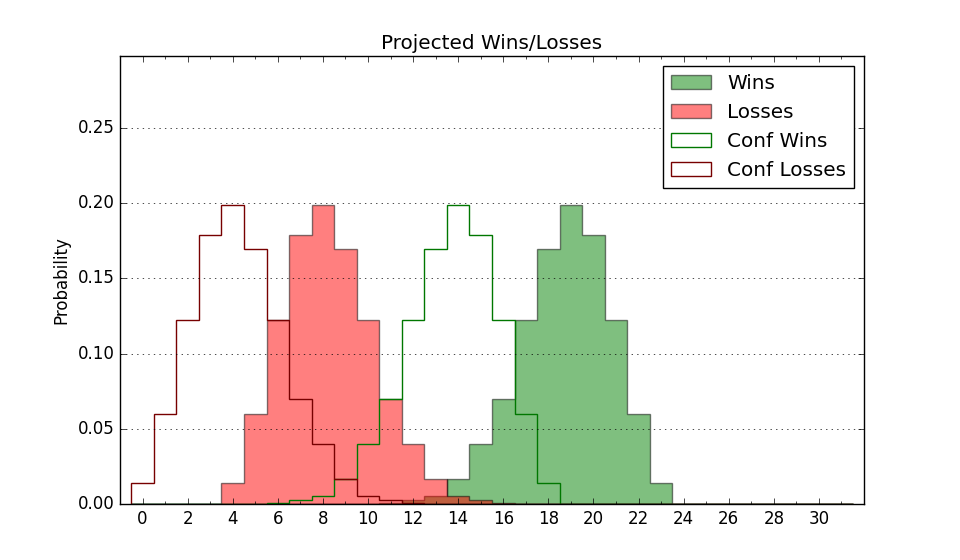 Projected Wins/Losses
Wins
Losses
Conf Wins
Conf Losses
Probability
0.25
0.20
0.15
0.10
0.05
0.00
0 2 4 6 8 10 12 14 16 18 20 22 24 26 28 30